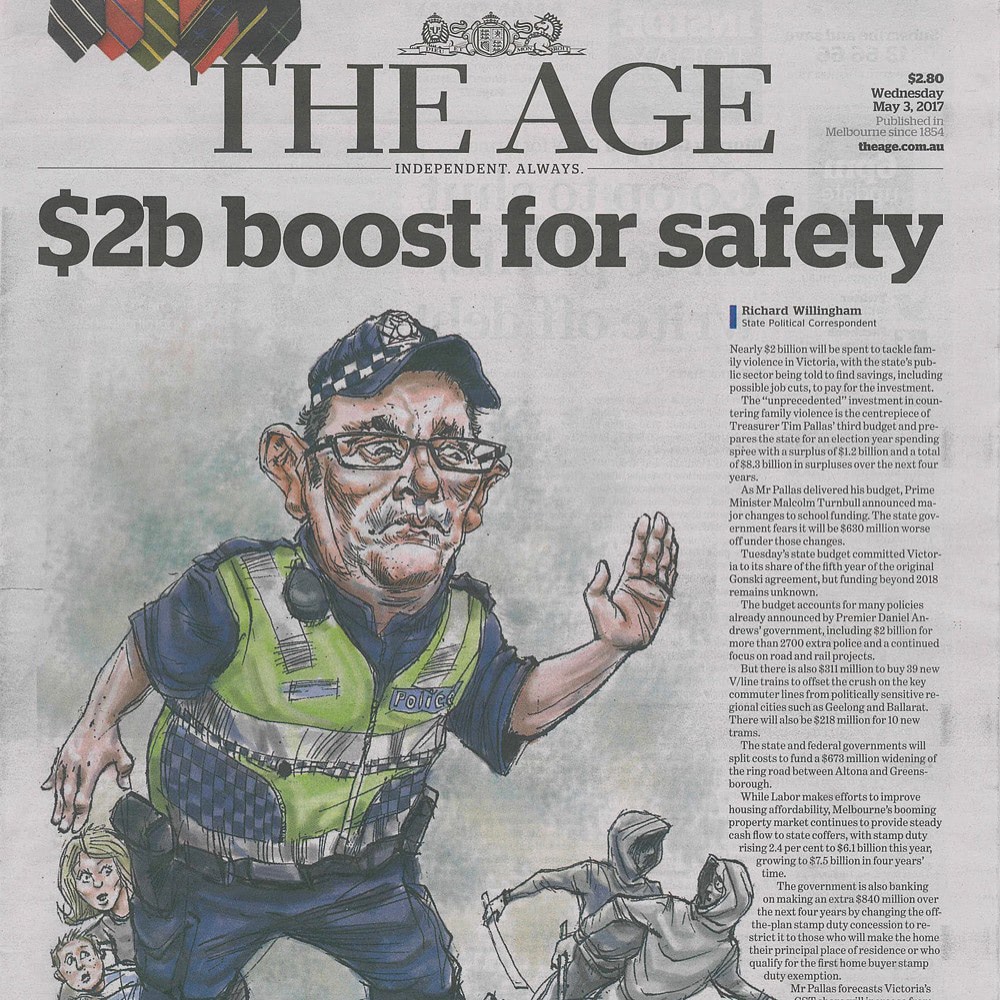 THE AGE
$2.80
Wednesday
May 3, 2017
Published in
Melbourne since 1854
theage.com.au
INDEPENDENT. ALWAYS.
$2b boost for safety
Richard Willingham
State Political Correspondent
Nearly $2 billion will be spent to tackle fam-
ily violence in Victoria, with the state's pub-
lic sector being told to find savings, including
possible job cuts, to pay for the investment.
The "unprecedented" investment in coun-
tering family violence is the centrepiece of
Treasurer Tim Pallas' third budget and pre-
pares the state for an election year spending
spree with a surplus of $1.2 billion and a total
of $8.3 billion in surpluses over the next four
years.
As Mr Pallas delivered his budget, Prime
Minister Malcolm Turnbull announced ma-
jor changes to school funding. The state gov-
ernment fears it will be $630 million worse
off under those changes.
Tuesday's state budget committed Victor-
ia to its share of the fifth year of the original
Gonski agreement, but funding beyond 2018
remains unknown.
The budget accounts for many policies
already announced by Premier Daniel An-
drews' government, including $2 billion for
more than 2700 extra police and a continued
focus on road and rail projects.
But there is also $311 million to buy 39 new
V/line trains to offset the crush on the key
commuter lines from politically sensitive re-
gional cities such as Geelong and Ballarat.
There will also be $218 million for 10 new
trams.
The state and federal governments will
split costs to fund a $673 million widening of
the ring road between Altona and Greens-
borough.
While Labor makes efforts to improve
housing affordability, Melbourne's booming
property market continues to provide steady
cash flow to state coffers, with stamp duty
rising 2.4 per cent to $6.1 billion this year,
growing to $7.5 billion in four years'
time.
The government is also banking
on making an extra $840 million over
the next four years by changing the off-
the-plan stamp duty concession to re-
strict it to those who will make the home
their principal place of residence or who
qualify for the first home buyer stamp
duty exemption.
Mr Pallas forecasts Victoria's
Police